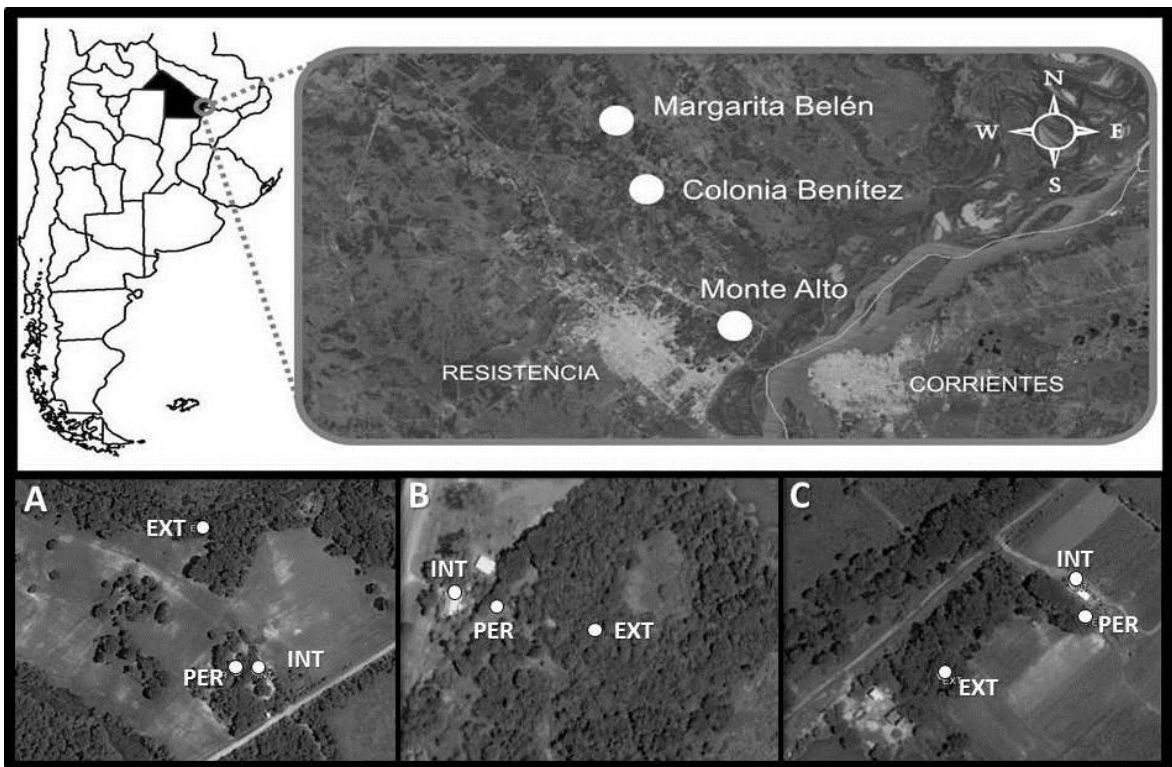 N
Margarita Belén
W E
Colonia Benítez
S
Monte Alto
RESISTENCIA
CORRIENTES
A
EXT
PER
INT
B
INT
PER
EXT
C
INT
PER
EXT